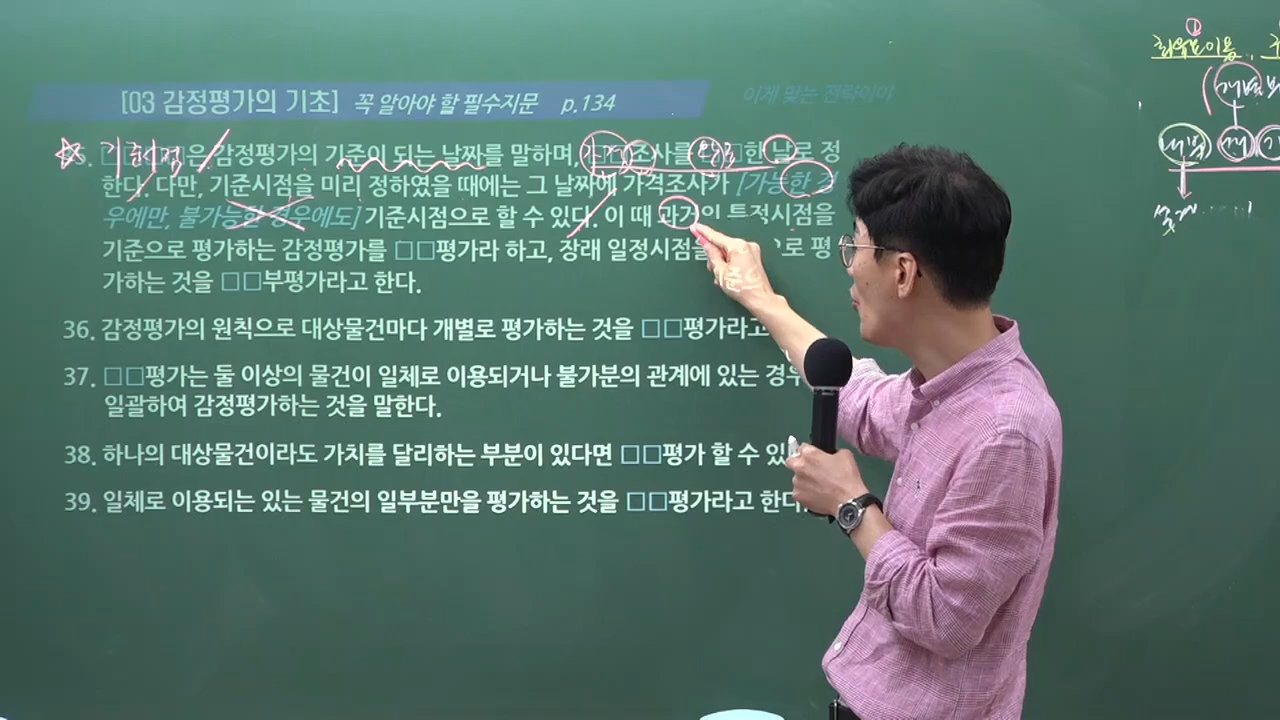 [03 감정평가의 기초] 꼭 알아야 할 필수지문 p.134
이게 맞는 전략이야
5. □□□은 감정평가의 기준이 되는 날짜를 말하며, 조사를 한 날로 정
한다. 다만, 기준시점을 미리 정하였을 때에는 그 날짜에 가격조사가 [가능한 경
우에만, 불가능한 경우에도] 기준시점으로 할 수 있다. 이 때 과거의 특정시점을
기준으로 평가하는 감정평가를 □□평가라 하고, 장래 일정시점을 로 평
가하는 것을 □□부평가라고 한다.
36. 감정평가의 원칙으로 대상물건마다 개별로 평가하는 것을 □□평가라고
37. □□평가는 둘 이상의 물건이 일체로 이용되거나 불가분의 관계에 있는 경우
일괄하여 감정평가하는 것을 말한다.
38. 하나의 대상물건이라도 가치를 달리하는 부분이 있다면 □□평가 할 수 있
39. 일체로 이용되는 있는 물건의 일부분만을 평가하는 것을 □□평가라고 한다.